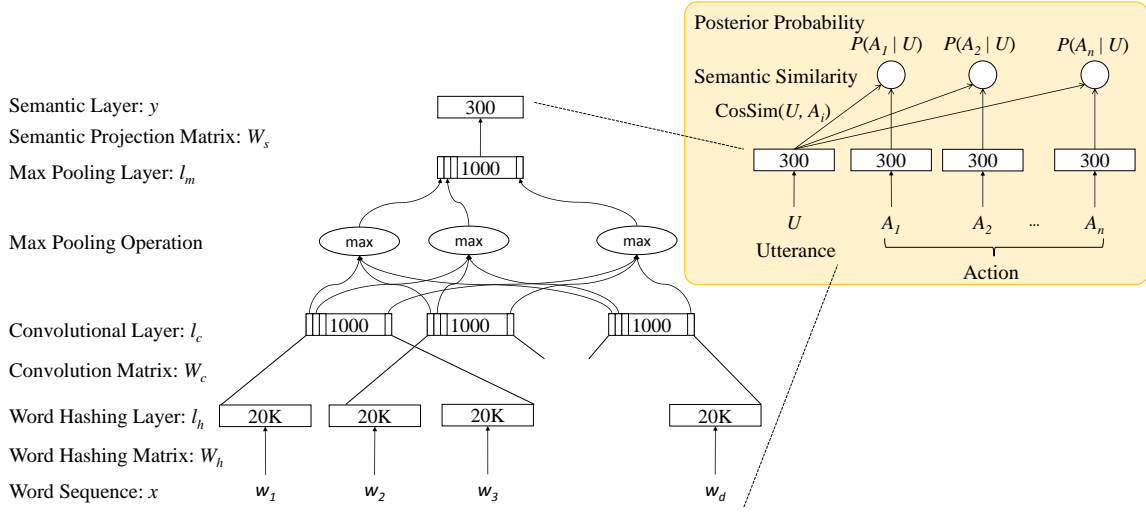 Posterior Probability
P(A1 | U) P(A2 | U) P(An | U)
Semantic Similarity
CosSim(U, Ai)
300 300 300 300
U A1 A2 ... An
Utterance
Action
Semantic Layer: y
300
Semantic Projection Matrix: Ws
Max Pooling Layer: lm
1000
Max Pooling Operation
max max max
Convolutional Layer: lc
1000 1000 1000
Convolution Matrix: Wc
Word Hashing Layer: lh
20K 20K 20K 20K
Word Hashing Matrix: Wh
Word Sequence: x
w1 w2 w3 wd